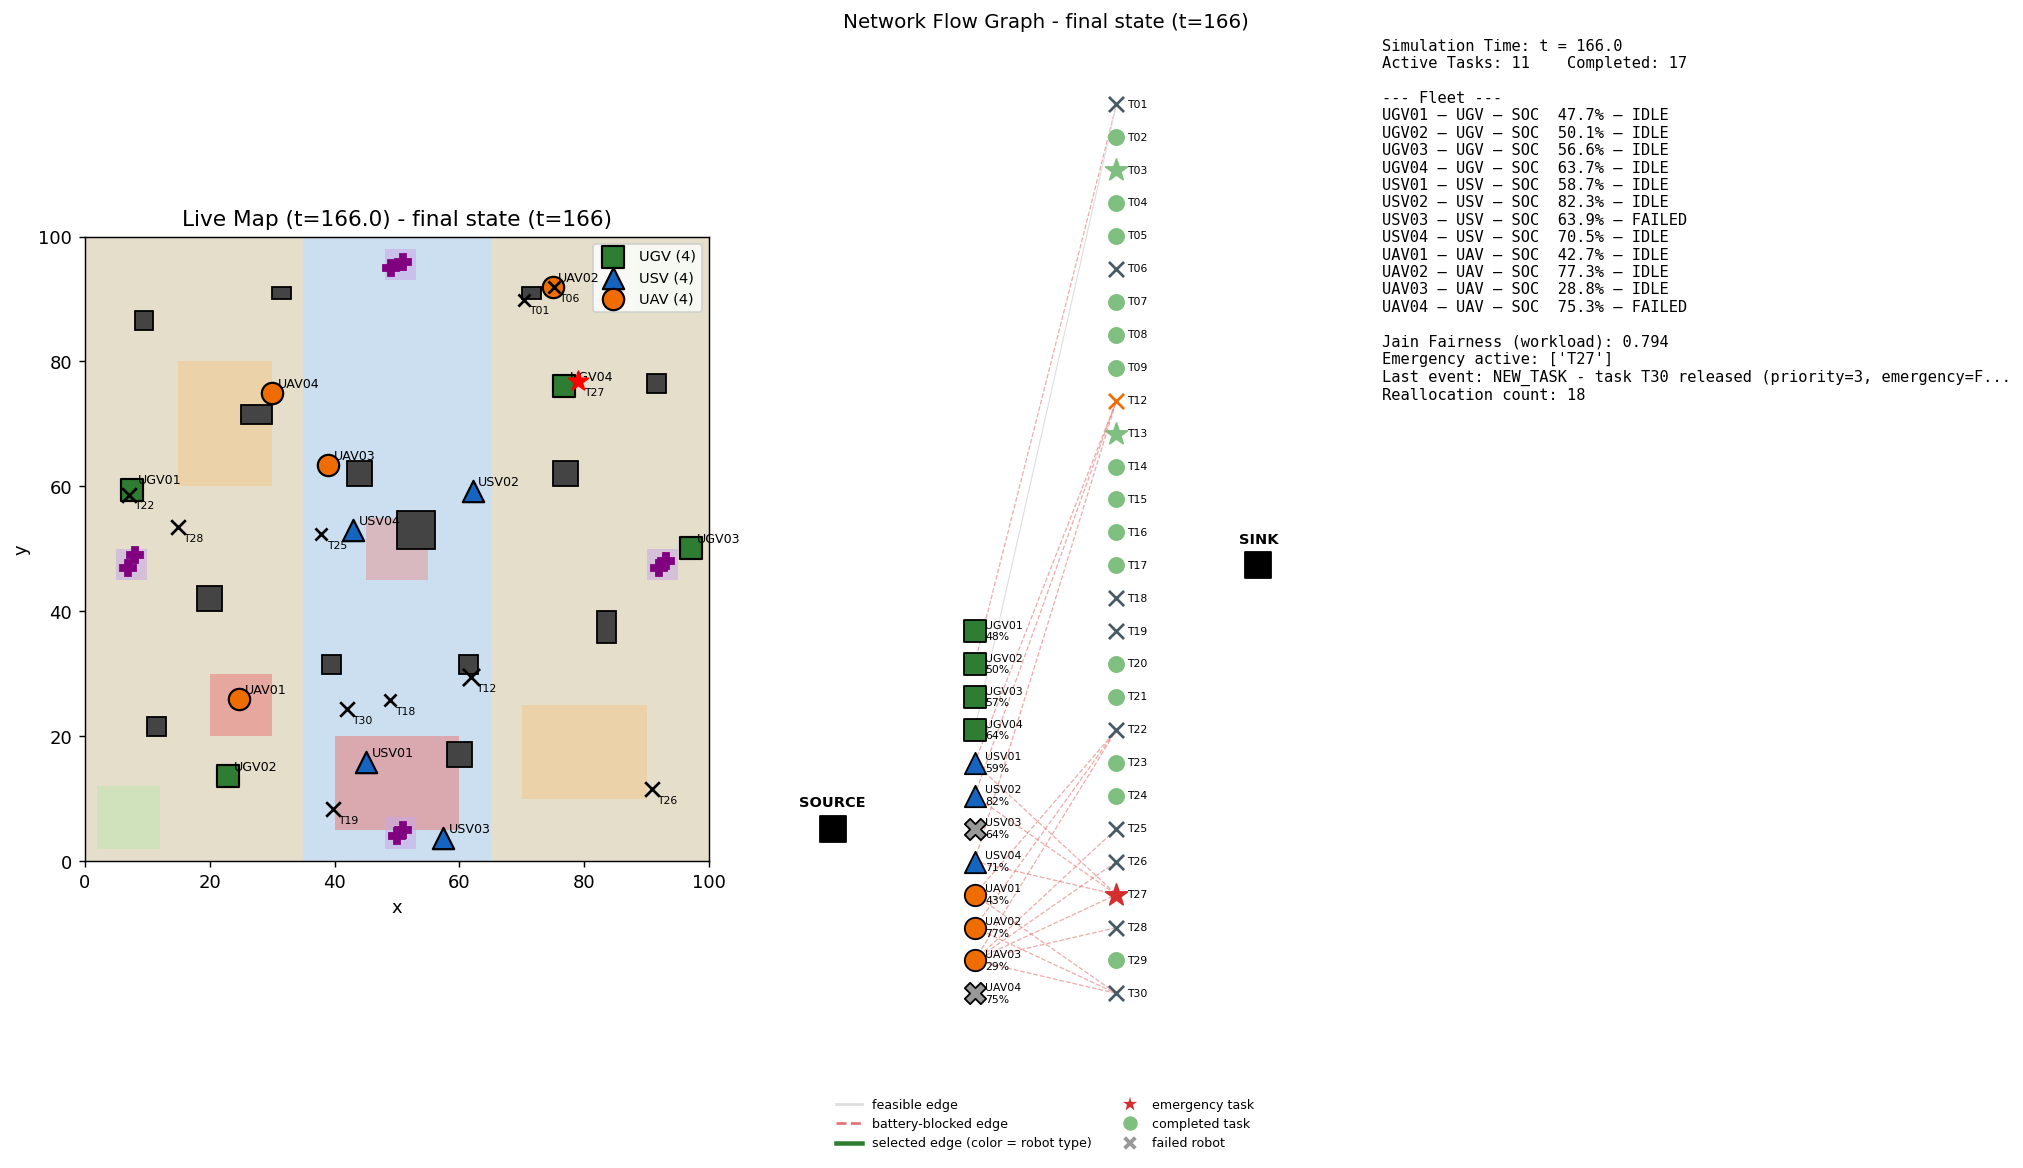 Network Flow Graph - final state (t=166)
Simulation Time: t = 166.0
Active Tasks: 11    Completed: 17
--- Fleet ---
UGV01 — UGV — SOC  47.7% — IDLE
UGV02 — UGV — SOC  50.1% — IDLE
UGV03 — UGV — SOC  56.6% — IDLE
UGV04 — UGV — SOC  63.7% — IDLE
USV01 — USV — SOC  58.7% — IDLE
USV02 — USV — SOC  82.3% — IDLE
USV03 — USV — SOC  63.9% — FAILED
USV04 — USV — SOC  70.5% — IDLE
UAV01 — UAV — SOC  42.7% — IDLE
UAV02 — UAV — SOC  77.3% — IDLE
UAV03 — UAV — SOC  28.8% — IDLE
UAV04 — UAV — SOC  75.3% — FAILED
Jain Fairness (workload): 0.794
Emergency active: ['T27']
Last event: NEW_TASK - task T30 released (priority=3, emergency=F...
Reallocation count: 18
Live Map (t=166.0) - final state (t=166)
100
80
60
40
20
0
y
0
20
40
60
80
100
x
UGV (4)
USV (4)
UAV (4)
UAV02
T06
T01
UGV04
T27
UAV04
UAV03
UGV01
T22
T28
USV02
USV04
T25
UGV03
UAV01
T12
T18
T30
UGV02
USV01
T26
T19
USV03
SOURCE
UGV01
48%
UGV02
50%
UGV03
57%
UGV04
64%
USV01
59%
USV02
82%
USV03
64%
USV04
71%
UAV01
43%
UAV02
77%
UAV03
29%
UAV04
75%
T01
T02
T03
T04
T05
T06
T07
T08
T09
T12
T13
T14
T15
T16
T17
T18
T19
T20
T21
T22
T23
T24
T25
T26
T27
T28
T29
T30
SINK
feasible edge
battery-blocked edge
selected edge (color = robot type)
emergency task
completed task
failed robot